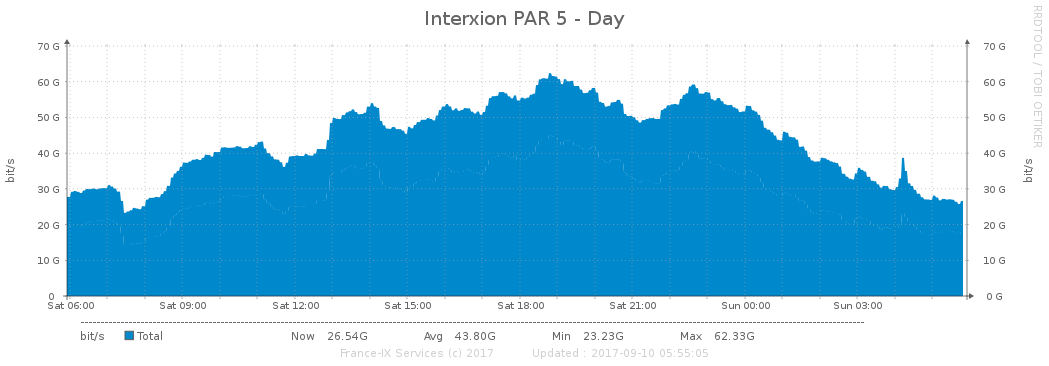 Interxion PAR 5 - Day
RRDTOOL / TOBI OETIKER
bit/s
70 G
60 G
50 G
40 G
30 G
20 G
10 G
0
70 G
60 G
50 G
40 G
30 G
20 G
10 G
0 G
bit/s
Sat 06:00 Sat 09:00 Sat 12:00 Sat 15:00 Sat 18:00 Sat 21:00 Sun 00:00 Sun 03:00
bit/s Total Now 26.54G Avg 43.80G Min 23.23G Max 62.33G
France-IX Services (c) 2017 Updated : 2017-09-10 05:55:05